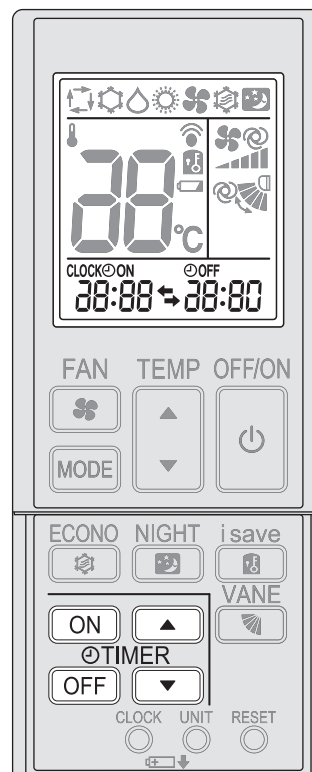 88 °C
CLOCK ON OFF
88:88 88:80
FAN TEMP OFF/ON
MODE
ECONO NIGHT i save
VANE
ON
TIMER
OFF
CLOCK UNIT RESET